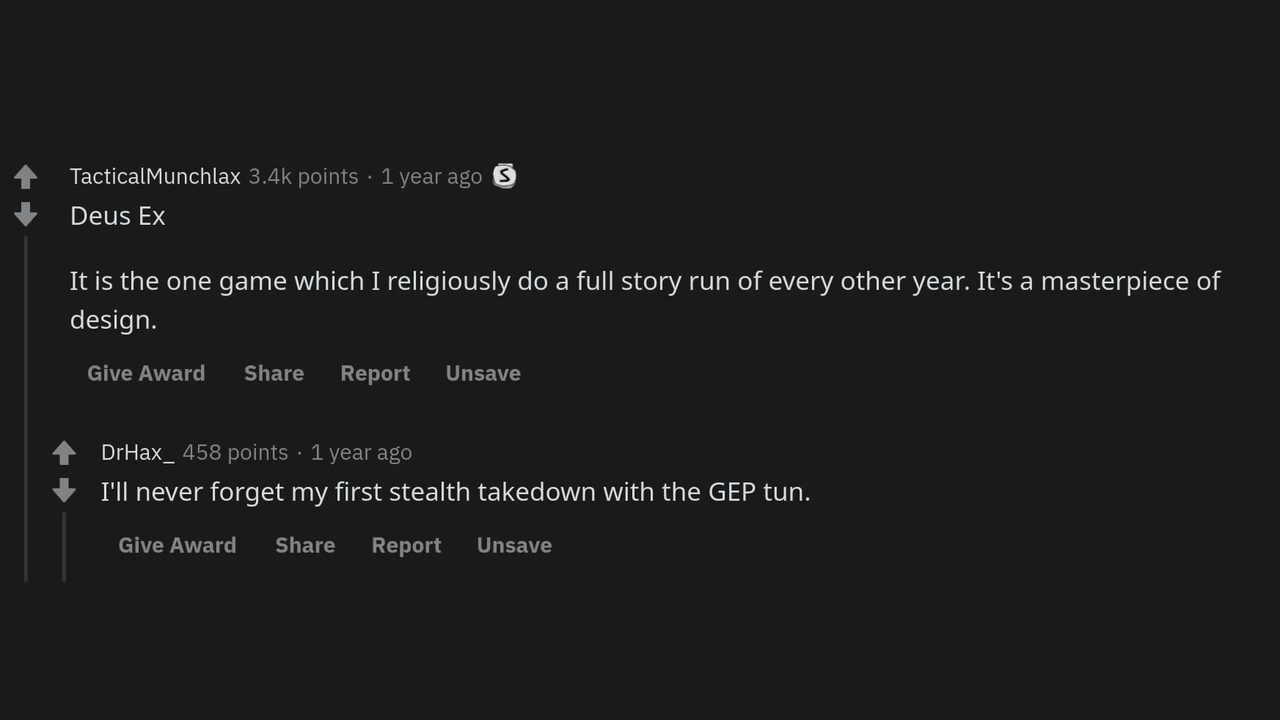 TacticalMunchlax 3.4k points · 1 year ago S
Deus Ex
It is the one game which I religiously do a full story run of every other year. It's a masterpiece of
design.
Give Award Share Report Unsave
DrHax_ 458 points · 1 year ago
I'll never forget my first stealth takedown with the GEP tun.
Give Award Share Report Unsave